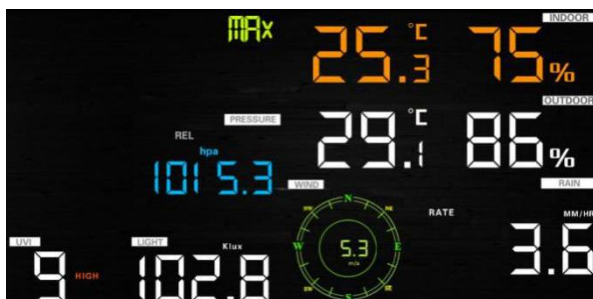 MAX
INDOOR
25.3 °C 75%
OUTDOOR
29.1 °C 86%
PRESSURE
REL
hpa
1015.3
WIND
N
E
S
W
5.3
m/s
RAIN
RATE
MM/HR
3.6
UVI
9 HIGH
LIGHT
Klux
102.8